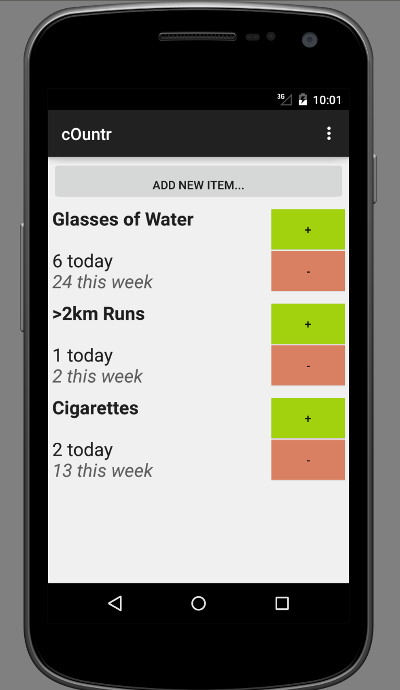 3G 10:01
cOuntr
ADD NEW ITEM...
Glasses of Water
+
6 today
-
24 this week
>2km Runs
+
1 today
-
2 this week
Cigarettes
+
2 today
-
13 this week